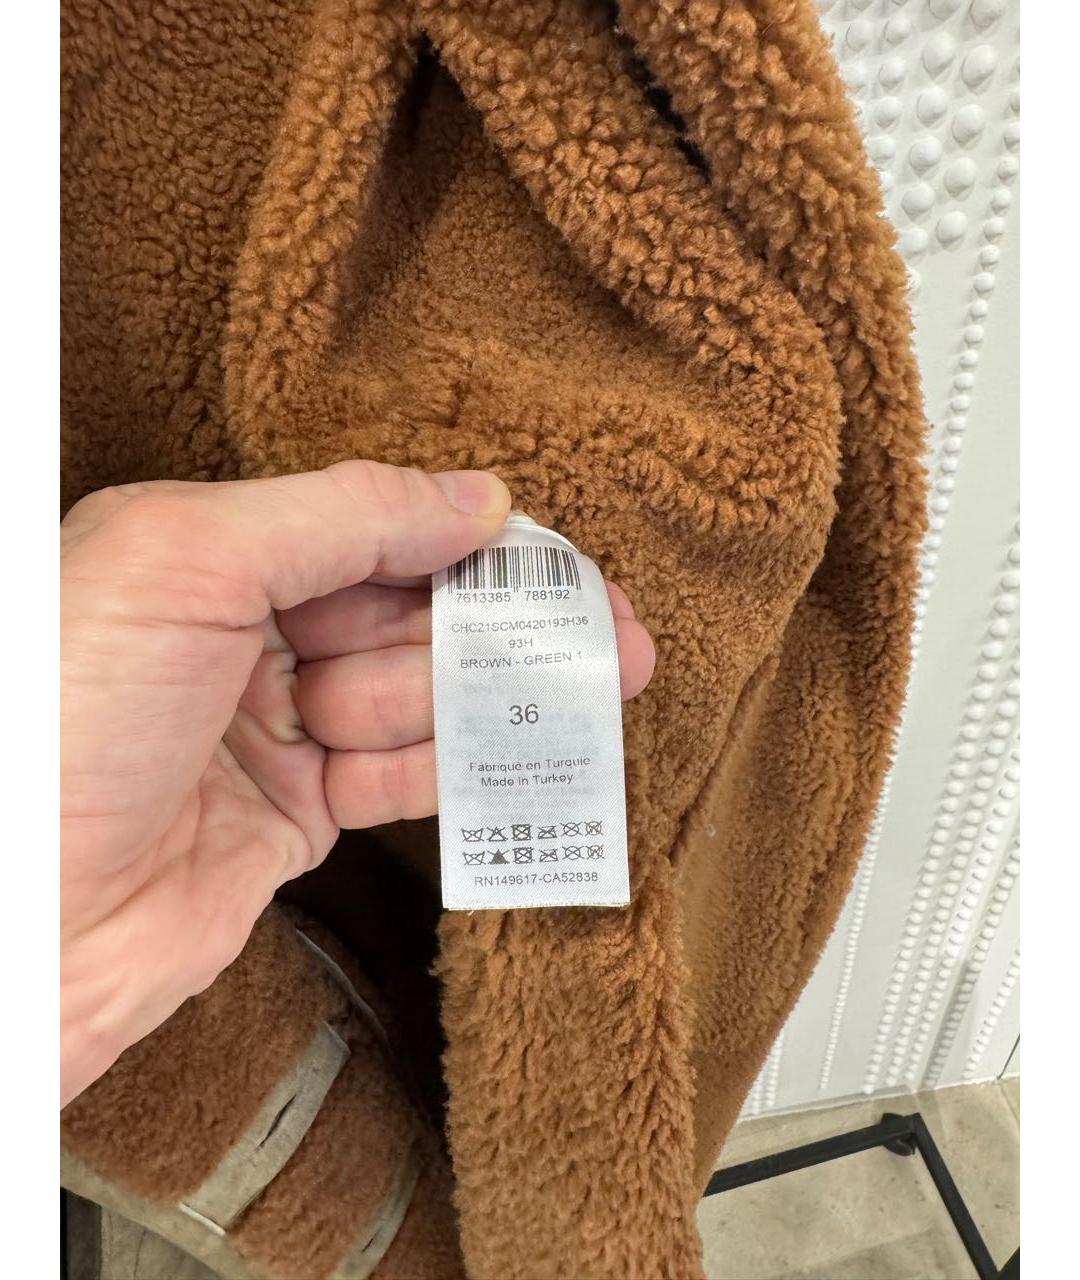 7613385 788192
CHC21SCM0420193H36
93H
BROWN - GREEN 1
36
Fabriqué en Turquie
Made in Turkey
RN149617-CA52838